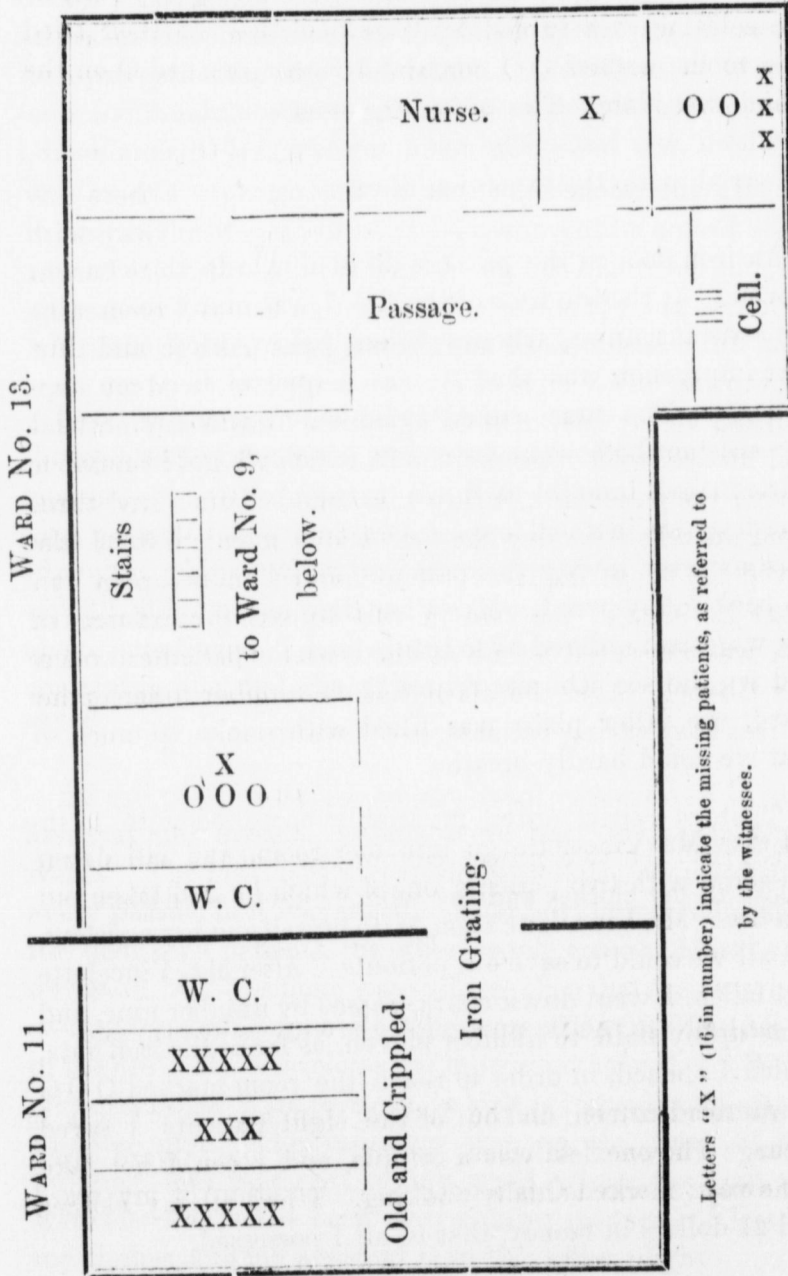 WARD No. 11.
WARD No. 13.
W. C.
XXXXX
XXX
XXXXX
Old and Crippled.
Iron Grating.
W. C.
X
O O O
Stairs
to Ward No. 9,
below
Passage.
Nurse.
X
O O x
x
x
Cell.
Letters “X” (16 in number) indicate the missing patients, as referred to
by the witnesses.